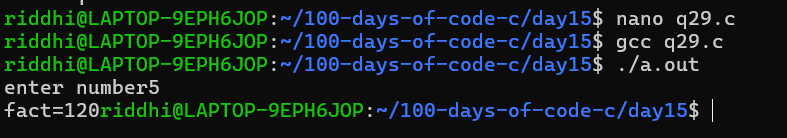 riddhi@LAPTOP-9EPH6JOP:~/100-days-of-code-c/day15$ nano q29.c
riddhi@LAPTOP-9EPH6JOP:~/100-days-of-code-c/day15$ gcc q29.c
riddhi@LAPTOP-9EPH6JOP:~/100-days-of-code-c/day15$ ./a.out
enter number5
fact=120riddhi@LAPTOP-9EPH6JOP:~/100-days-of-code-c/day15$